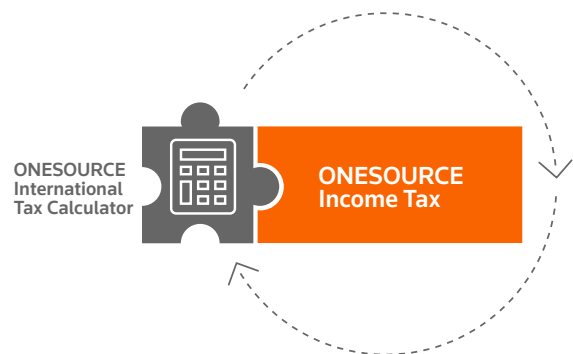 ONESOURCE
International
Tax Calculator
ONESOURCE
Income Tax